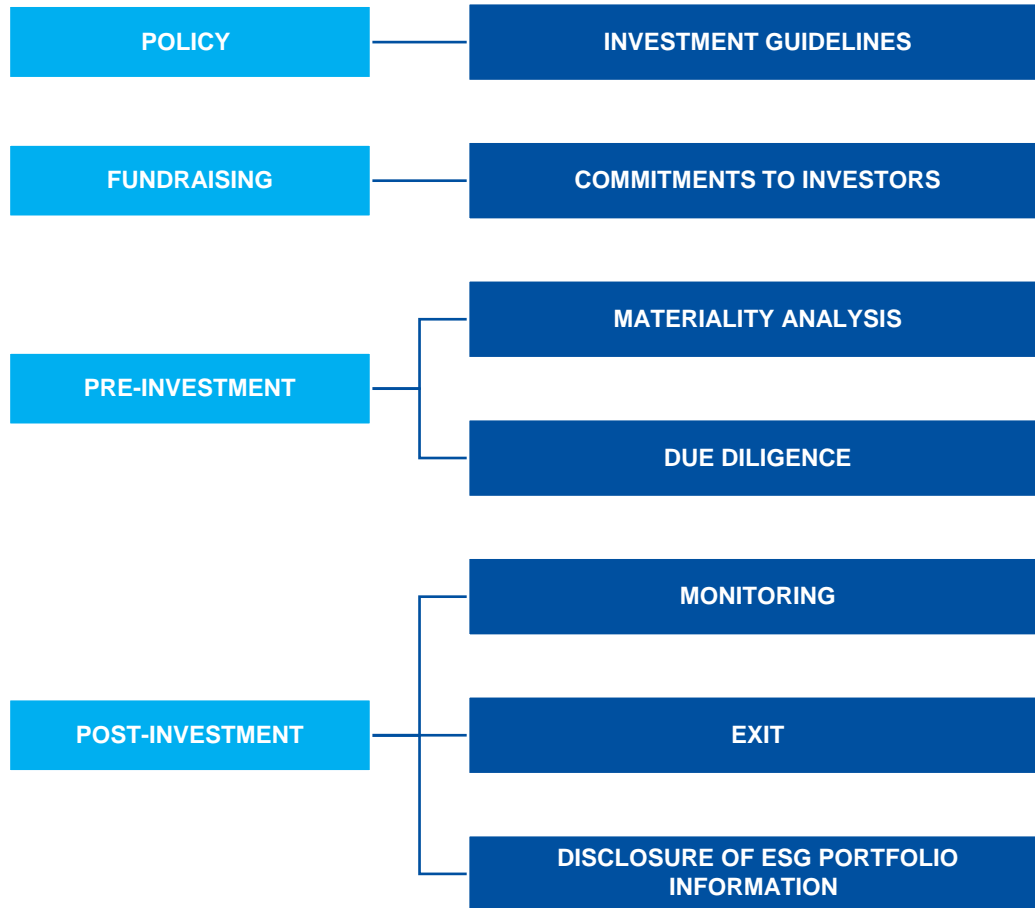 POLICY
INVESTMENT GUIDELINES
FUNDRAISING
COMMITMENTS TO INVESTORS
PRE-INVESTMENT
MATERIALITY ANALYSIS
DUE DILIGENCE
POST-INVESTMENT
MONITORING
EXIT
DISCLOSURE OF ESG PORTFOLIO
INFORMATION